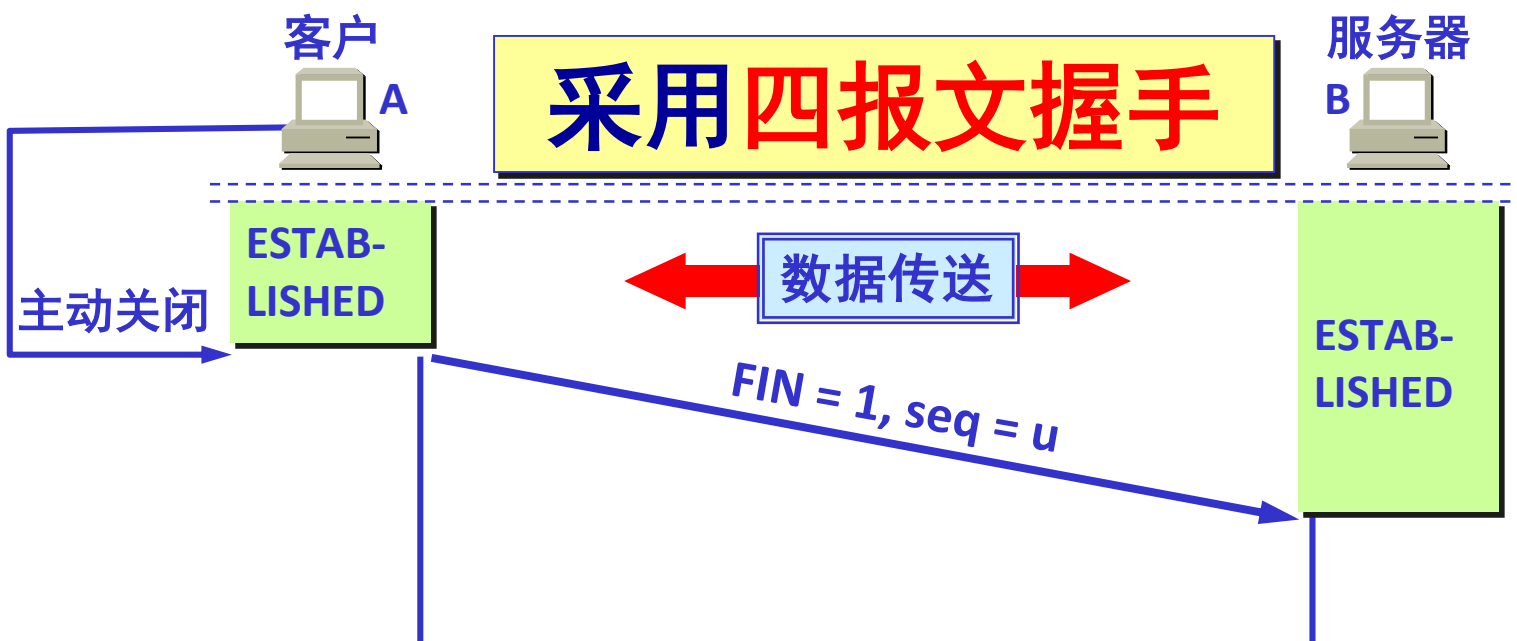 客户
服务器
A
采用四报文握手
B
ESTAB-
LISHED
数据传送
主动关闭
ESTAB-
LISHED
FIN = 1, seq = u